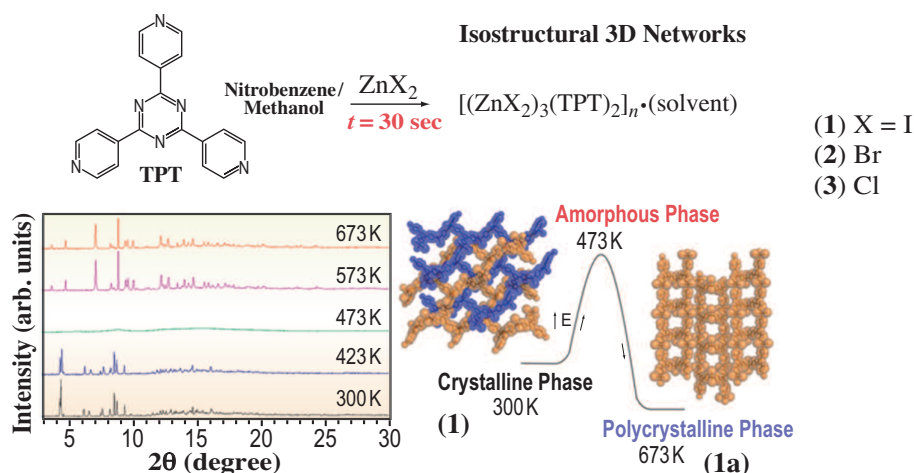 Isostructural 3D Networks
N
N
N
N
N
N
TPT
Nitrobenzene/
Methanol
ZnX2
t = 30 sec
[(ZnX2)3(TPT)2]n•(solvent)
(1) X = I
(2) Br
(3) Cl
Intensity (arb. units)
673K
573K
473K
423K
300K
5 10 15 20 25 30
2θ (degree)
Amorphous Phase
473K
↑E
Crystalline Phase
300K
(1)
Polycrystalline Phase
673K
(1a)